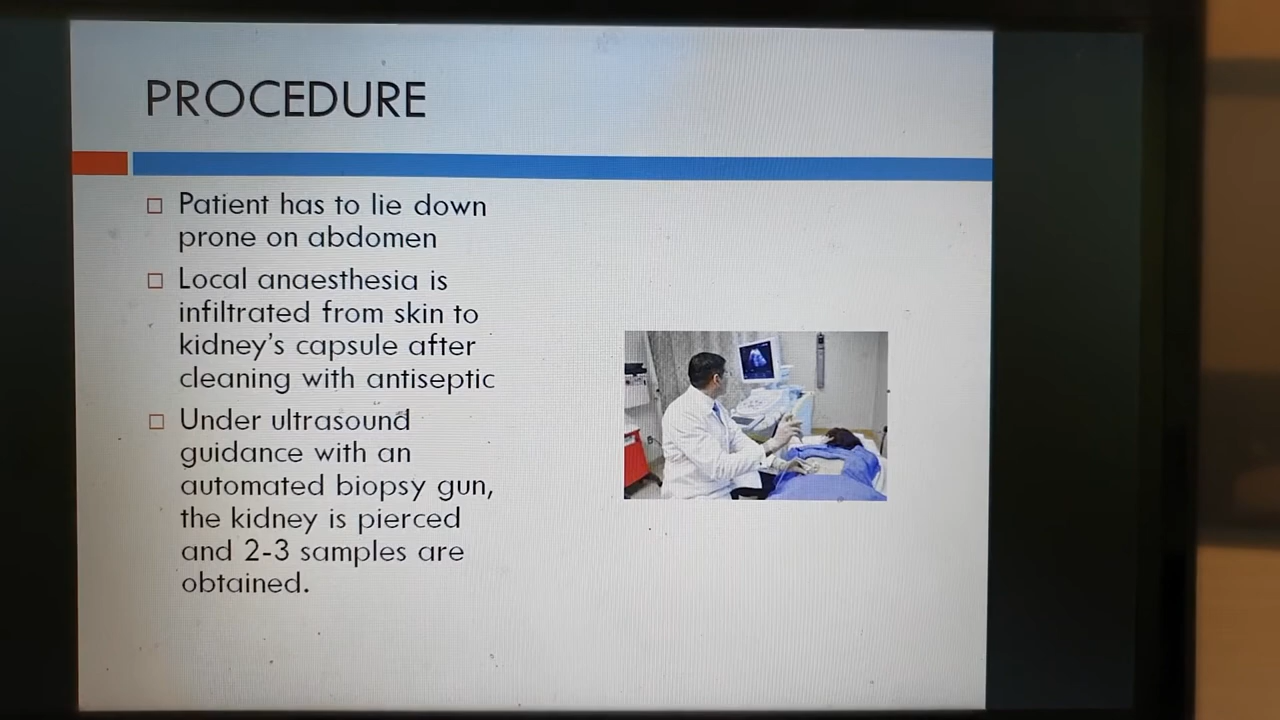 PROCEDURE
Patient has to lie down
prone on abdomen
Local anaesthesia is
infiltrated from skin to
kidney's capsule after
cleaning with antiseptic
Under ultrasound
guidance with an
automated biopsy gun,
the kidney is pierced
and 2-3 samples are
obtained.